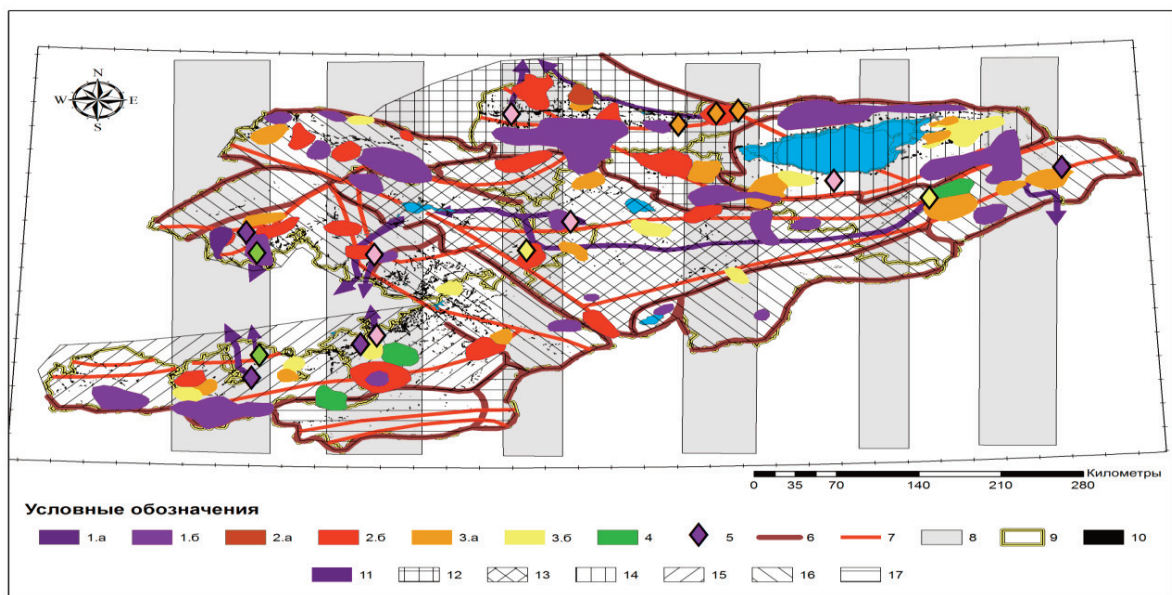 N
W E
S
Километры
0 35 70 140 210 280
Условные обозначения
1.а 1.б 2.а 2.б 3.а 3.б 4 5 6 7 8 9 10
11 12 13 14 15 16 17